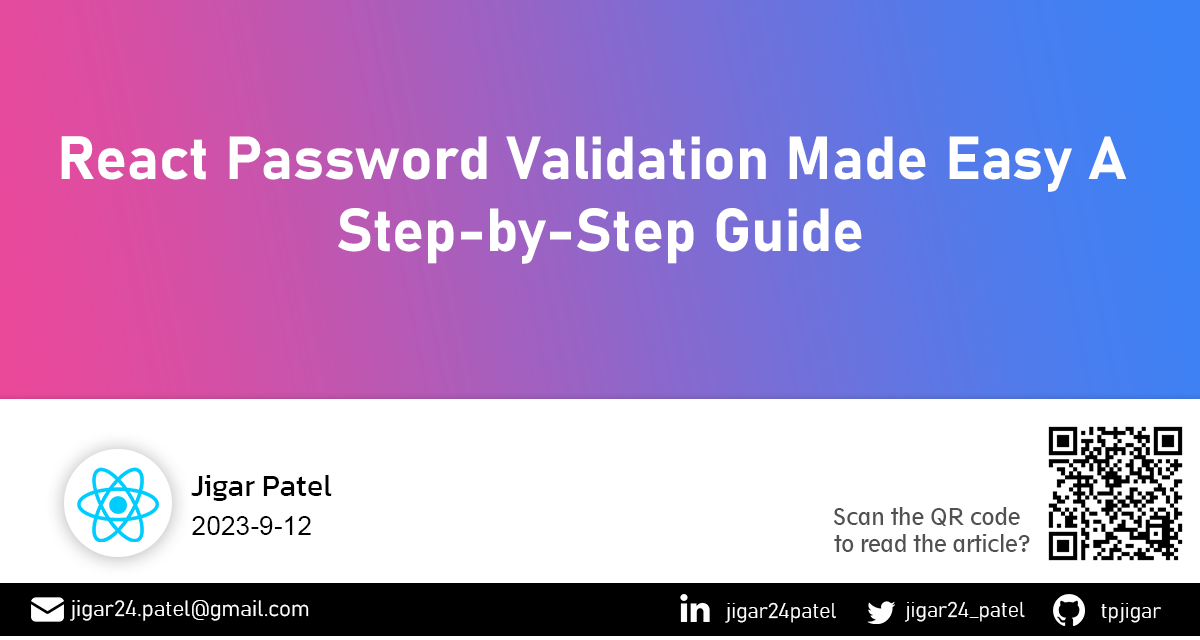 React Password Validation Made Easy A
Step-by-Step Guide
Jigar Patel
2023-9-12
Scan the QR code
to read the article?
jigar24.patel@gmail.com
jigar24patel
jigar24_patel
tpjigar